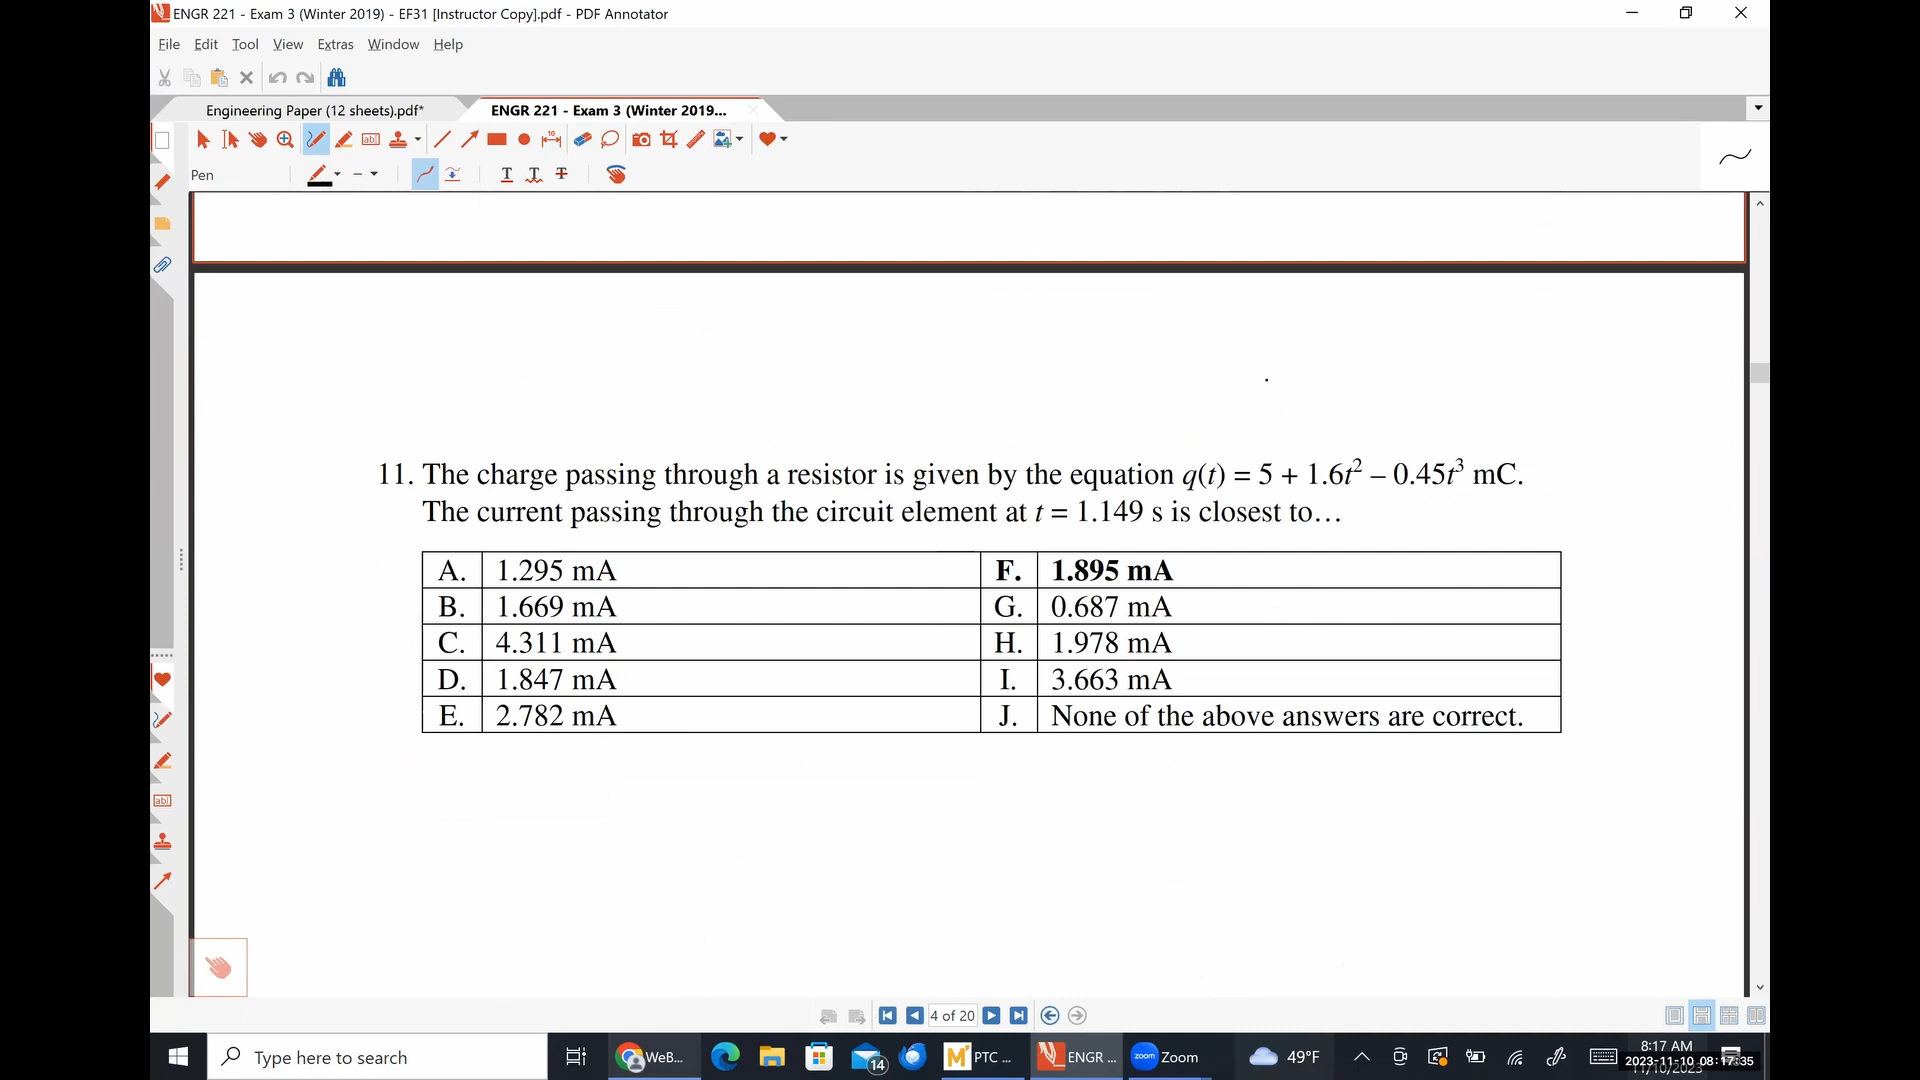 ENGR 221 - Exam 3 (Winter 2019) - EF31 [Instructor Copy].pdf - PDF Annotator
File Edit Tool View Extras Window Help
Engineering Paper (12 sheets).pdf* ENGR 221 - Exam 3 (Winter 2019...
Pen
11. The charge passing through a resistor is given by the equation q(t) = 5 + 1.6t² – 0.45t³ mC.
The current passing through the circuit element at t = 1.149 s is closest to…
A. 1.295 mA F. 1.895 mA
B. 1.669 mA G. 0.687 mA
C. 4.311 mA H. 1.978 mA
D. 1.847 mA I. 3.663 mA
E. 2.782 mA J. None of the above answers are correct.
4 of 20
Type here to search WeB... 14 PTC ... ENGR ... zoom Zoom 49°F
8:17 AM
2023-11-10 08:17:35
11/10/2023